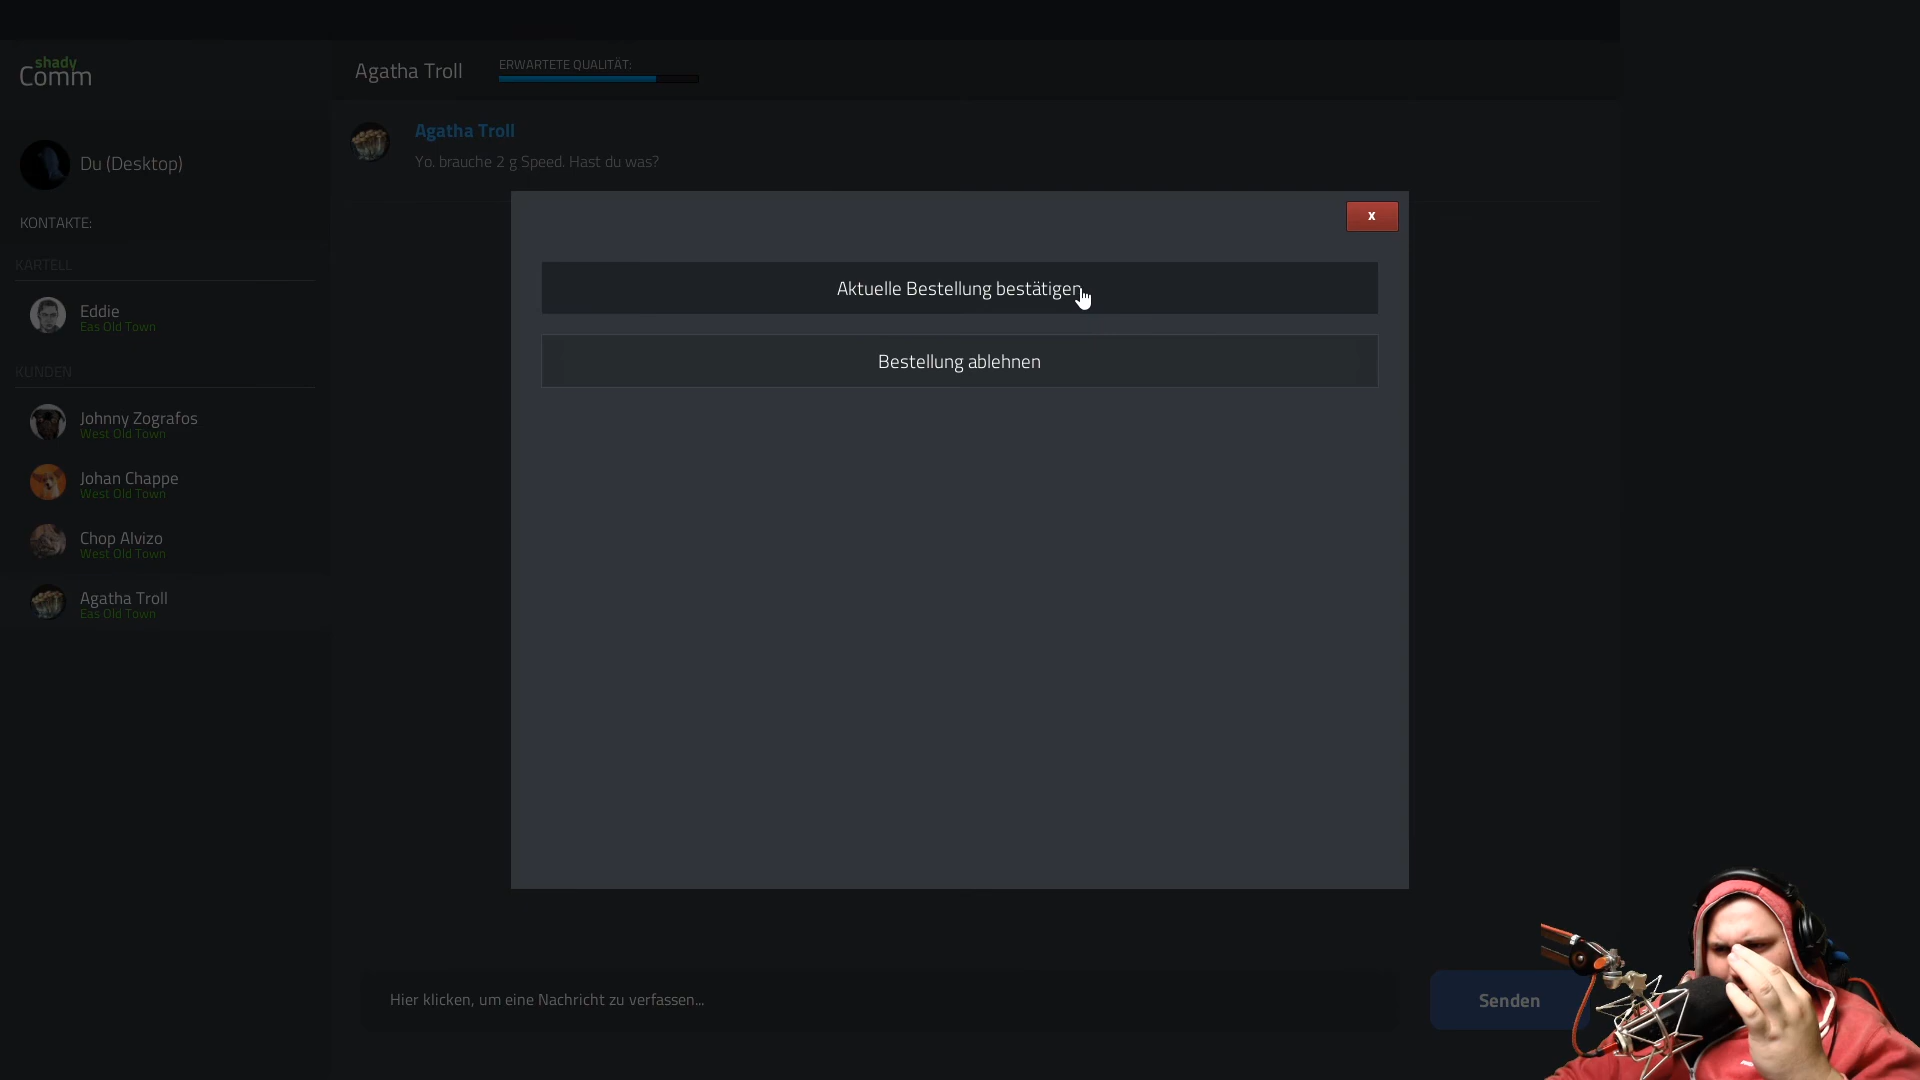 shady
Comm
Du (Desktop)
KONTAKTE:
KARTELL
Eddie
Eas Old Town
KUNDEN
Johnny Zografos
West Old Town
Johan Chappe
West Old Town
Chop Alvizo
West Old Town
Agatha Troll
Eas Old Town
Agatha Troll
ERWARTETE QUALITÄT:
Agatha Troll
Yo. brauche 2 g Speed. Hast du was?
x
Aktuelle Bestellung bestätigen
Bestellung ablehnen
Hier klicken, um eine Nachricht zu verfassen...
Senden